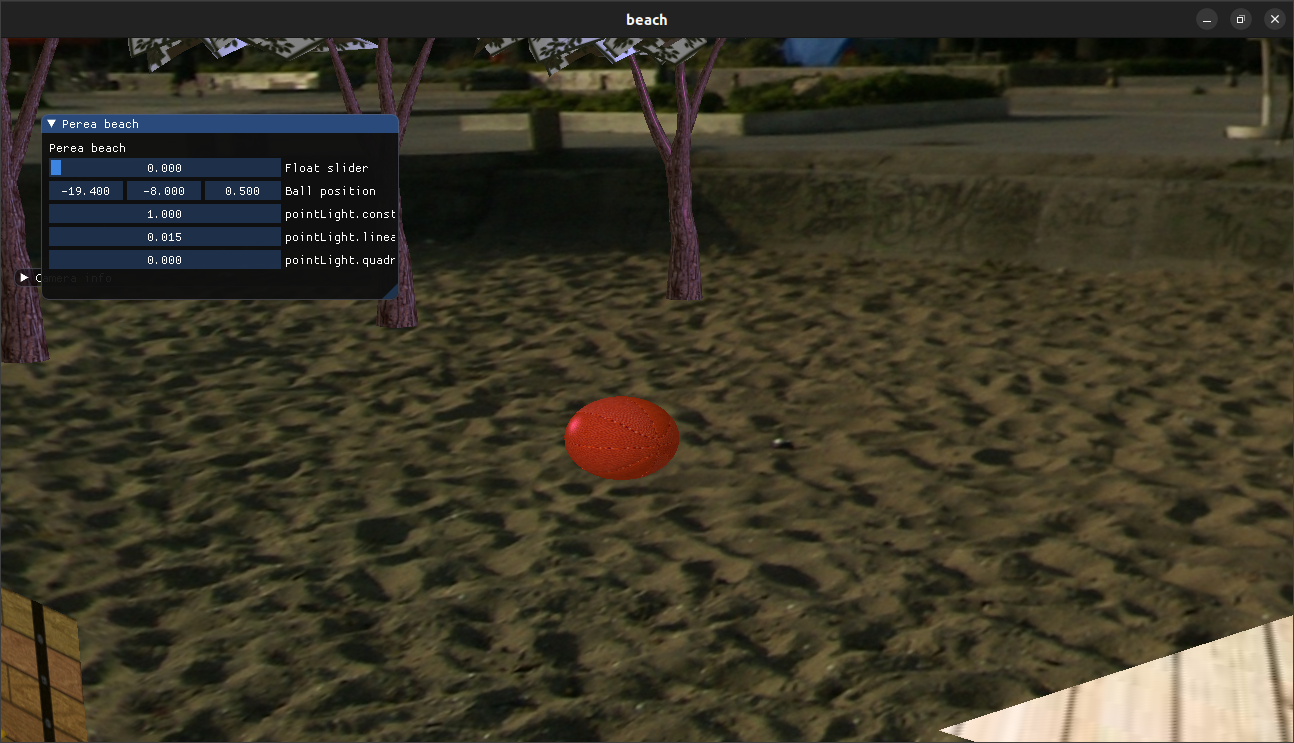 beach
Perea beach
Perea beach
0.000 Float slider
-19.400 -8.000 0.500 Ball position
1.000 pointLight.const
0.015 pointLight.linea
0.000 pointLight.quadr
Camera info